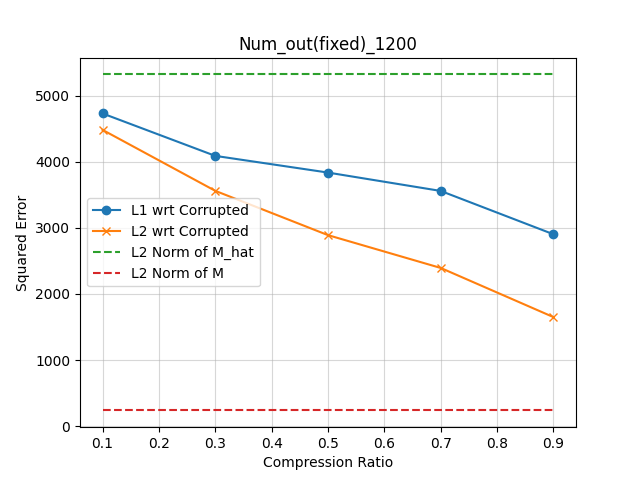 Num_out(fixed)_1200
Squared Error
5000
4000
3000
2000
1000
0
L1 wrt Corrupted
L2 wrt Corrupted
L2 Norm of M_hat
L2 Norm of M
0.1 0.2 0.3 0.4 0.5 0.6 0.7 0.8 0.9
Compression Ratio